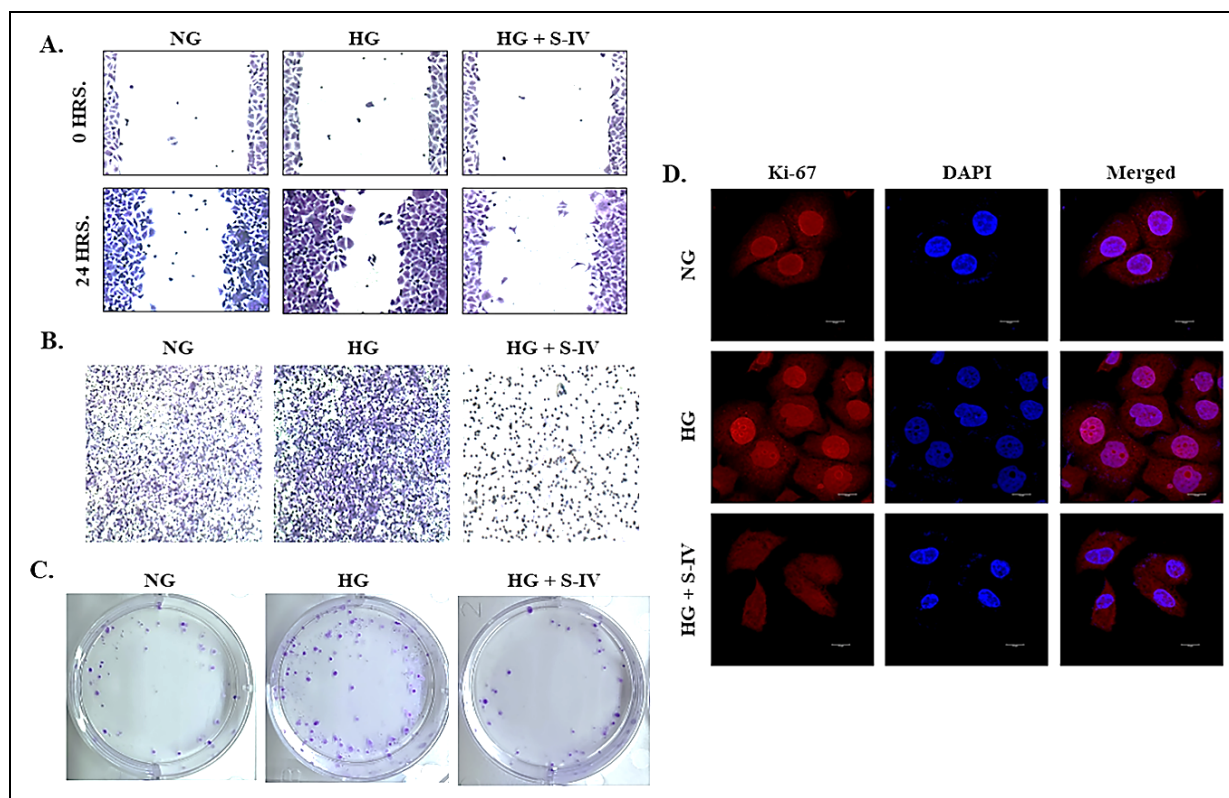 A.
NG HG HG + S-IV
0 HRS.
24 HRS.
B.
NG HG HG + S-IV
C.
NG HG HG + S-IV
D.
Ki-67 DAPI Merged
NG
HG
HG + S-IV